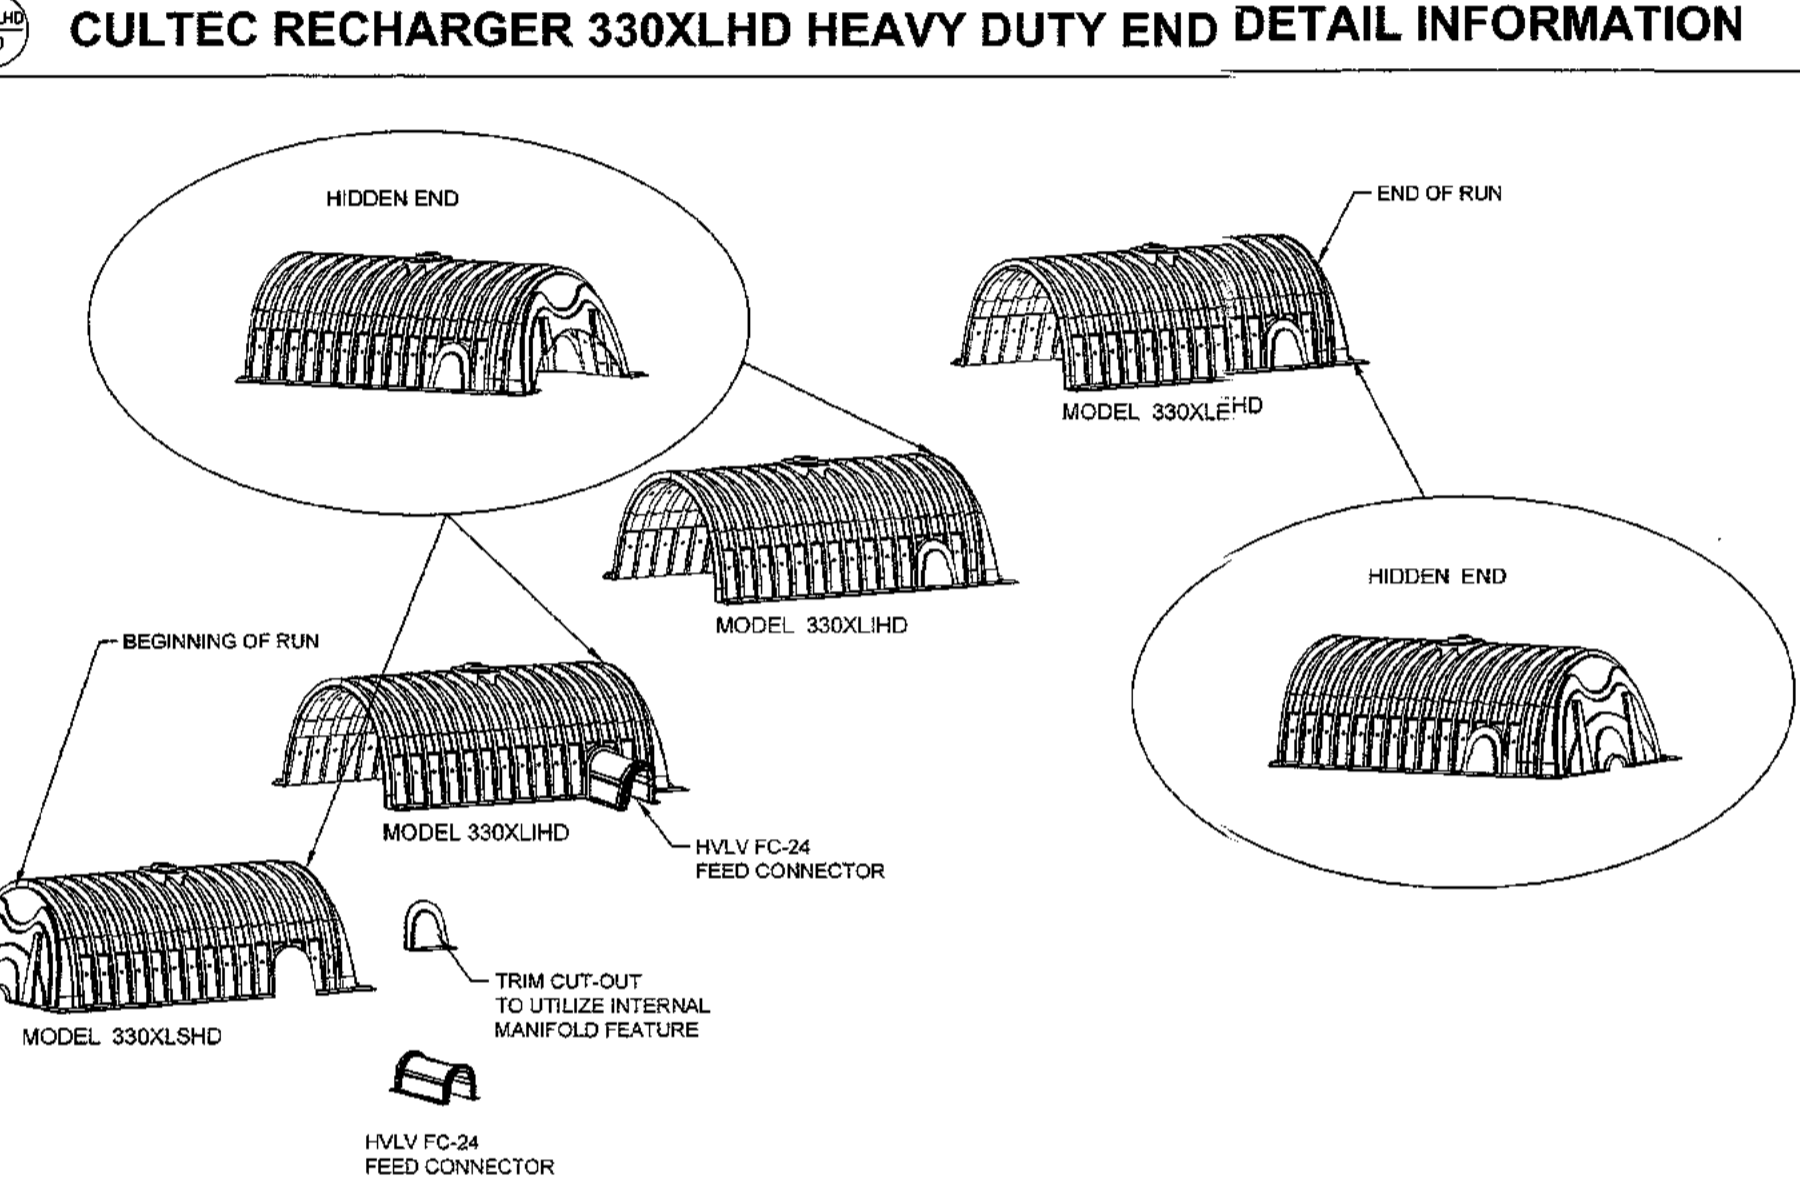 CULTEC RECHARGER 330XLHD HEAVY DUTY END DETAIL INFORMATION
HIDDEN END
END OF RUN
MODEL 330XLEHD
HIDDEN END
MODEL 330XLIHD
BEGINNING OF RUN
MODEL 330XLIHD
HVLV FC-24
FEED CONNECTOR
TRIM CUT-OUT
TO UTILIZE INTERNAL
MANIFOLD FEATURE
MODEL 330XLSHD
HVLV FC-24
FEED CONNECTOR